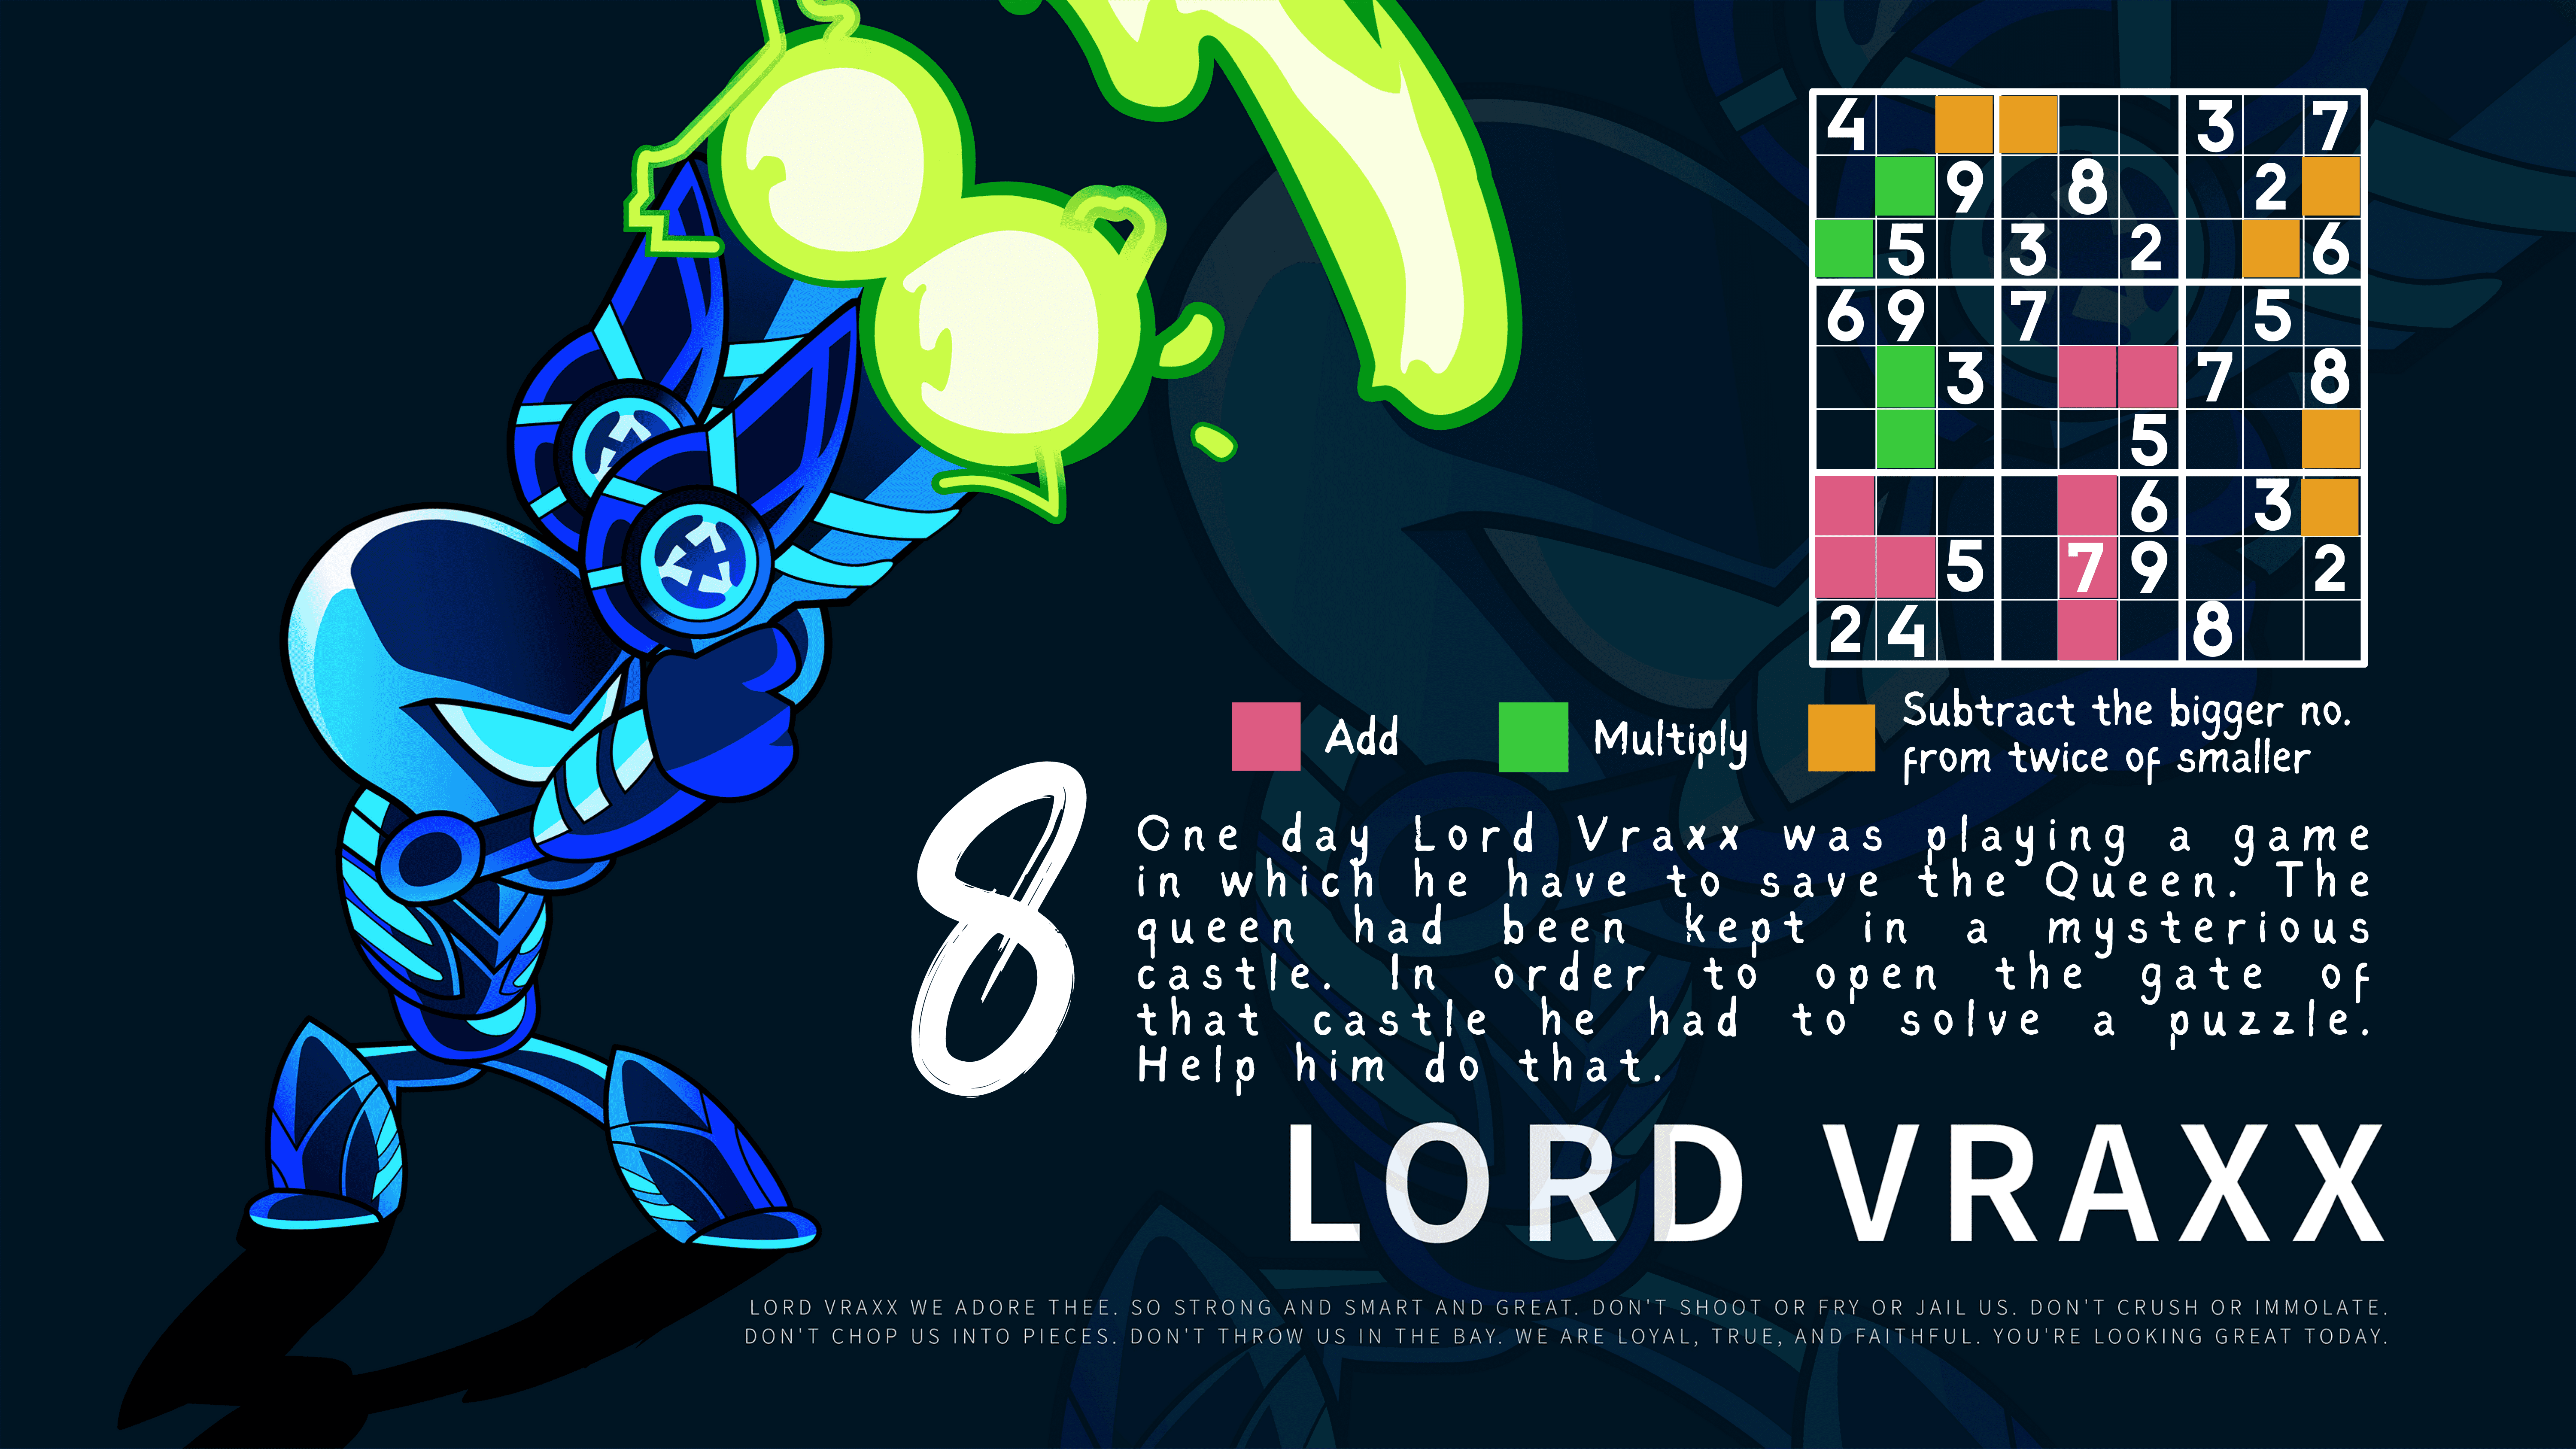 4 3 7
9 8 2
5 3 2 6
6 9 7 5
3 7 8
5
6 3
5 7 9 2
2 4 8
Add Multiply Subtract the bigger no.
from twice of smaller
8
One day Lord Vraxx was playing a game
in which he have to save the Queen. The
queen had been kept in a mysterious
castle. In order to open the gate of
that castle he had to solve a puzzle.
Help him do that.
LORD VRAXX
LORD VRAXX WE ADORE THEE. SO STRONG AND SMART AND GREAT. DON'T SHOOT OR FRY OR JAIL US. DON'T CRUSH OR IMMOLATE.
DON'T CHOP US INTO PIECES. DON'T THROW US IN THE BAY. WE ARE LOYAL, TRUE, AND FAITHFUL. YOU'RE LOOKING GREAT TODAY.